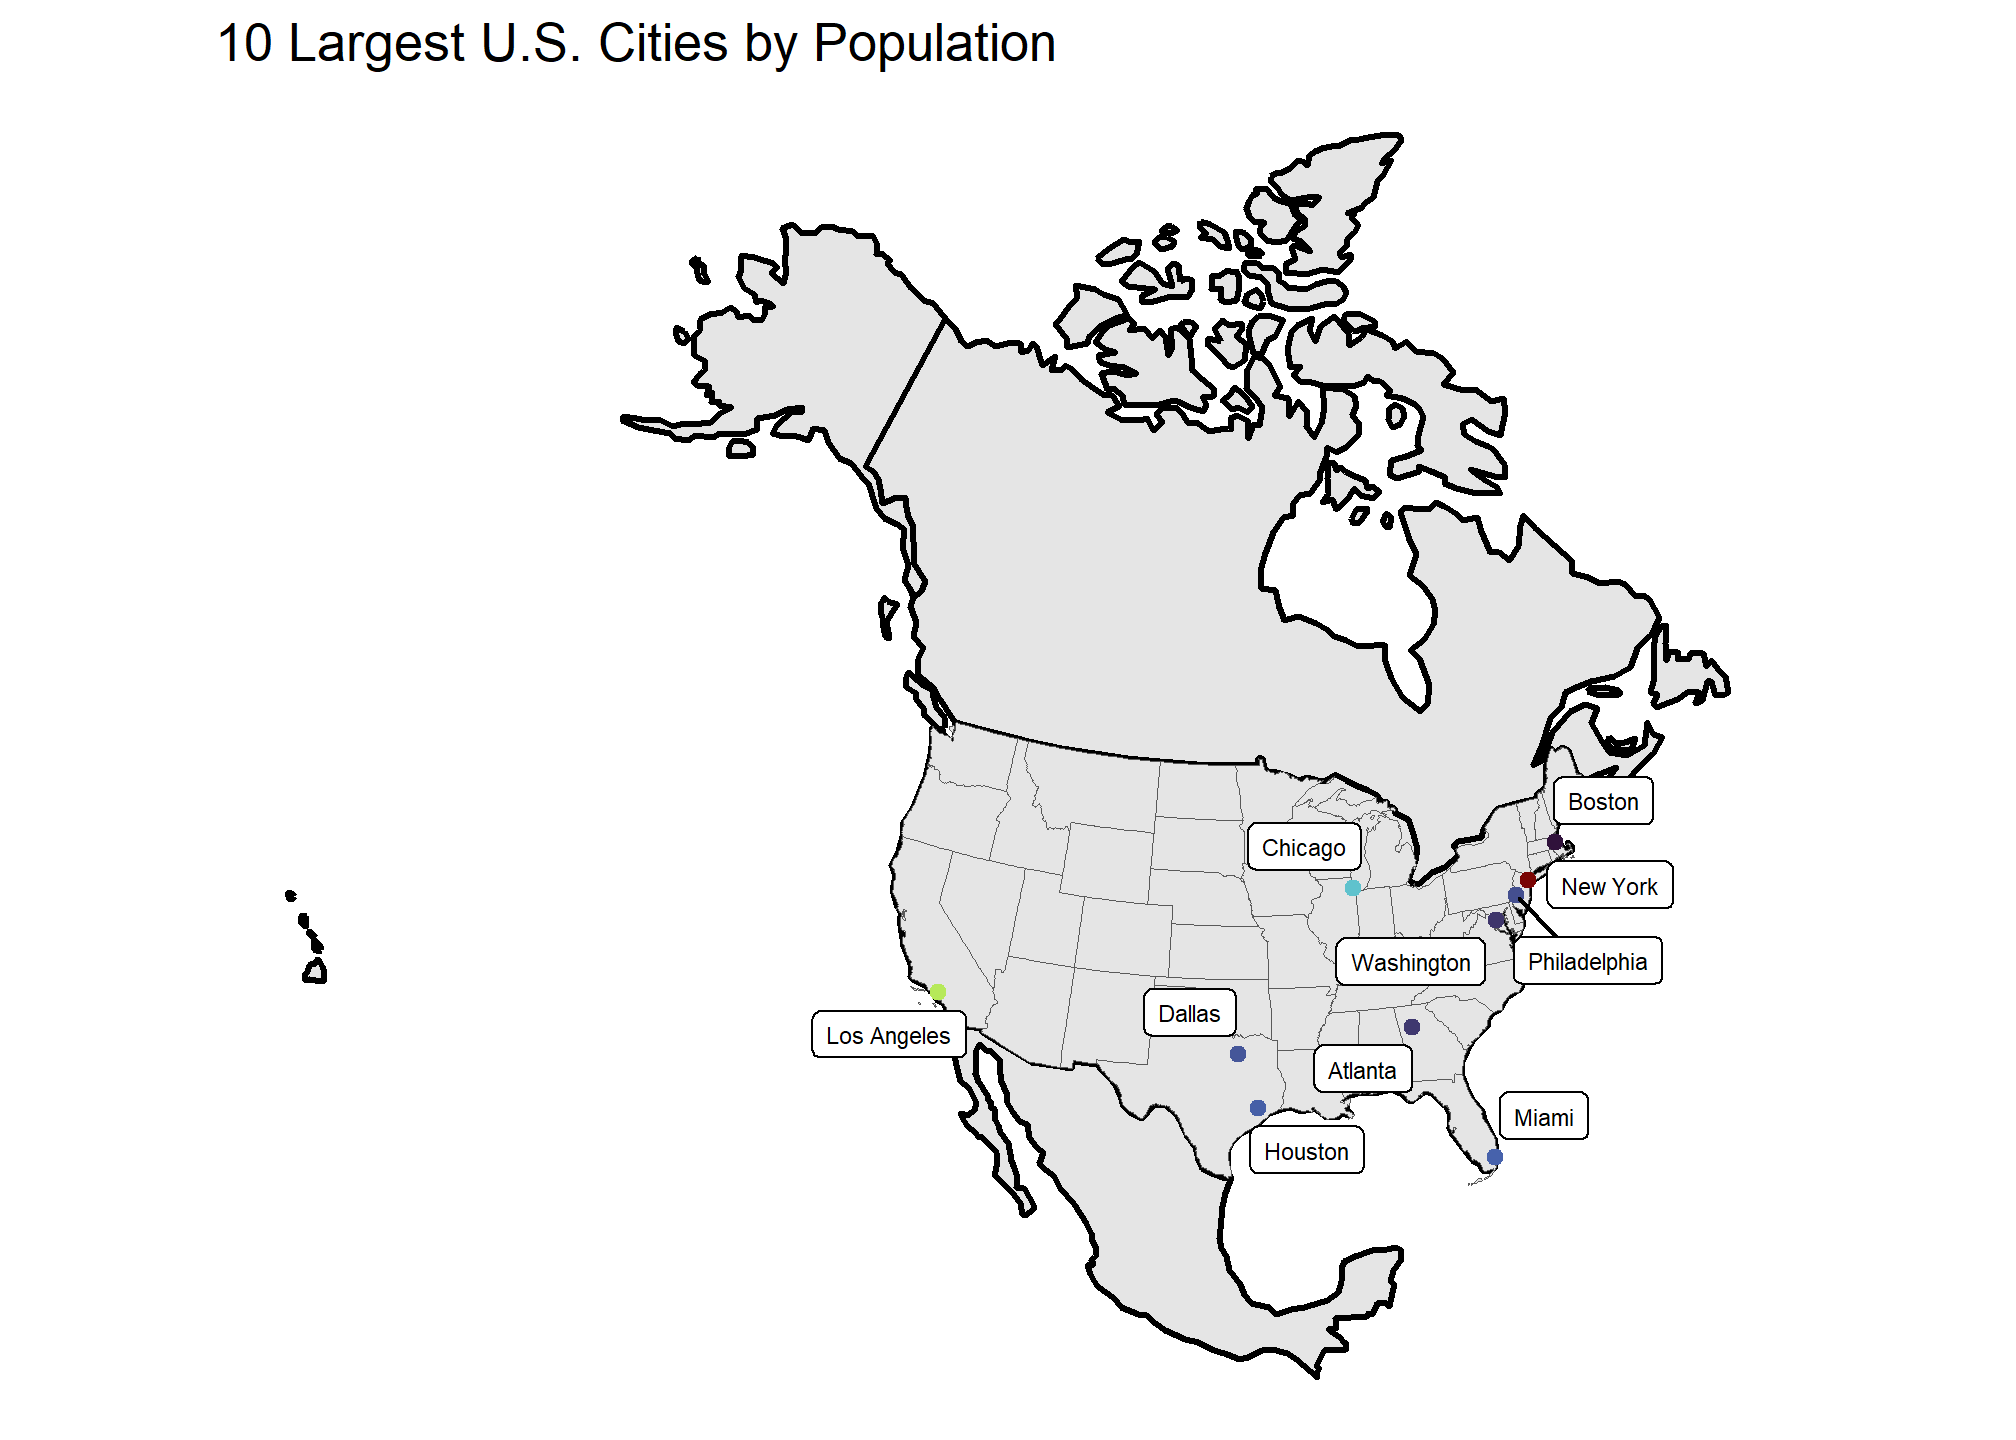 10 Largest U.S. Cities by Population
Boston
Chicago
New York
Washington
Philadelphia
Dallas
Los Angeles
Atlanta
Miami
Houston